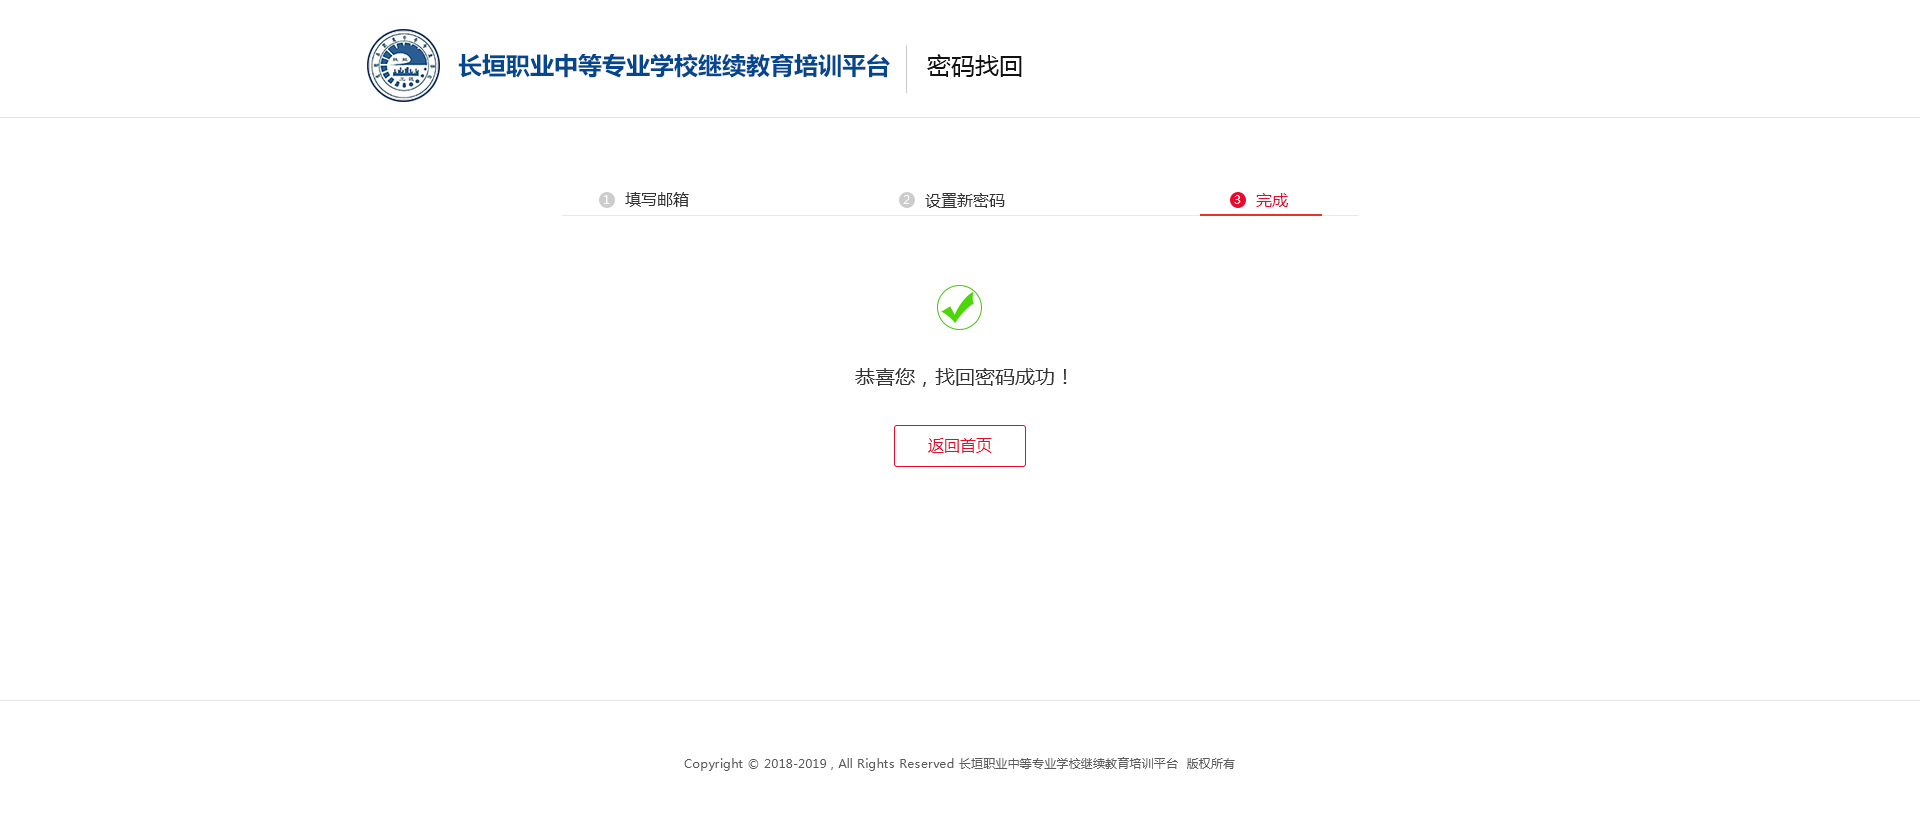 长垣职业中等专业学校继续教育培训平台 密码找回
1 填写邮箱 2 设置新密码 3 完成
恭喜您，找回密码成功！
返回首页
Copyright © 2018-2019 , All Rights Reserved 长垣职业中等专业学校继续教育培训平台 版权所有